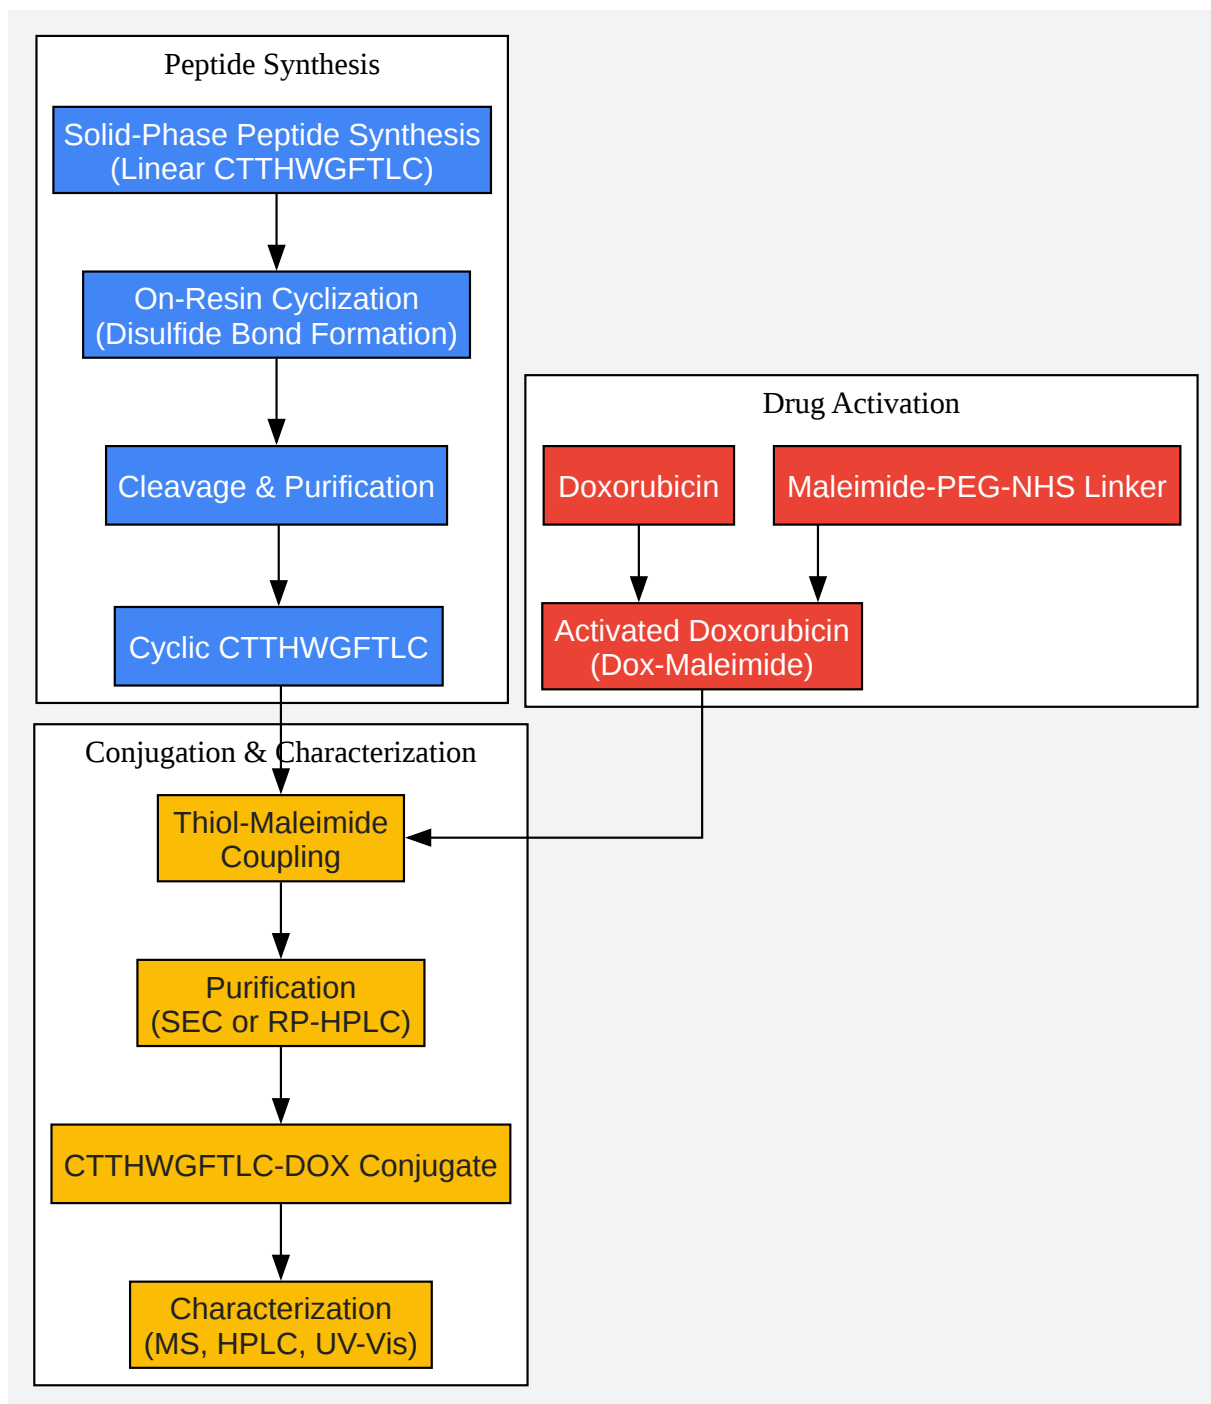 Peptide Synthesis
Solid-Phase Peptide Synthesis
(Linear CTTHWGFTLC)
On-Resin Cyclization
(Disulfide Bond Formation)
Cleavage & Purification
Cyclic CTTHWGFTLC
Drug Activation
Doxorubicin
Maleimide-PEG-NHS Linker
Activated Doxorubicin
(Dox-Maleimide)
Conjugation & Characterization
Thiol-Maleimide
Coupling
Purification
(SEC or RP-HPLC)
CTTHWGFTLC-DOX Conjugate
Characterization
(MS, HPLC, UV-Vis)